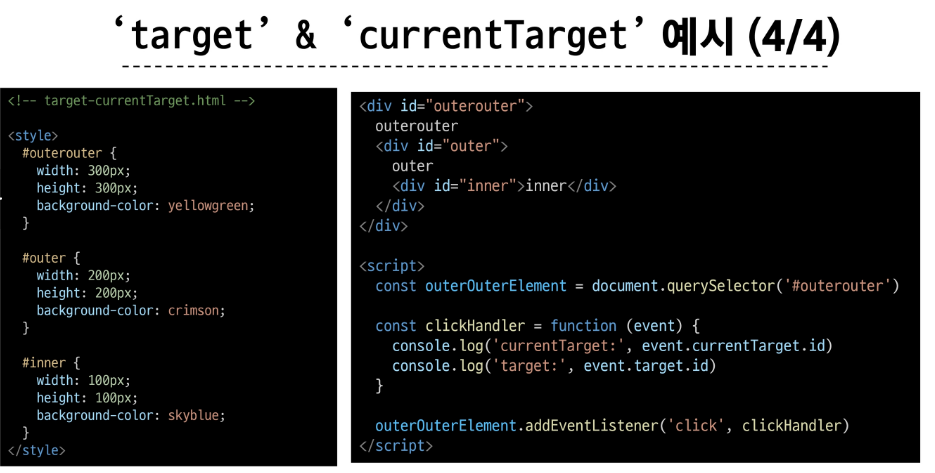 ‘target’ & ‘currentTarget’ 예시 (4/4)
<!-- target-currentTarget.html -->
<style>
#outerouter {
width: 300px;
height: 300px;
background-color: yellowgreen;
}
#outer {
width: 200px;
height: 200px;
background-color: crimson;
}
#inner {
width: 100px;
height: 100px;
background-color: skyblue;
}
</style>
<div id="outerouter">
outerouter
<div id="outer">
outer
<div id="inner">inner</div>
</div>
</div>
<script>
const outerOuterElement = document.querySelector('#outerouter')
const clickHandler = function (event) {
console.log('currentTarget:', event.currentTarget.id)
console.log('target:', event.target.id)
}
outerOuterElement.addEventListener('click', clickHandler)
</script>